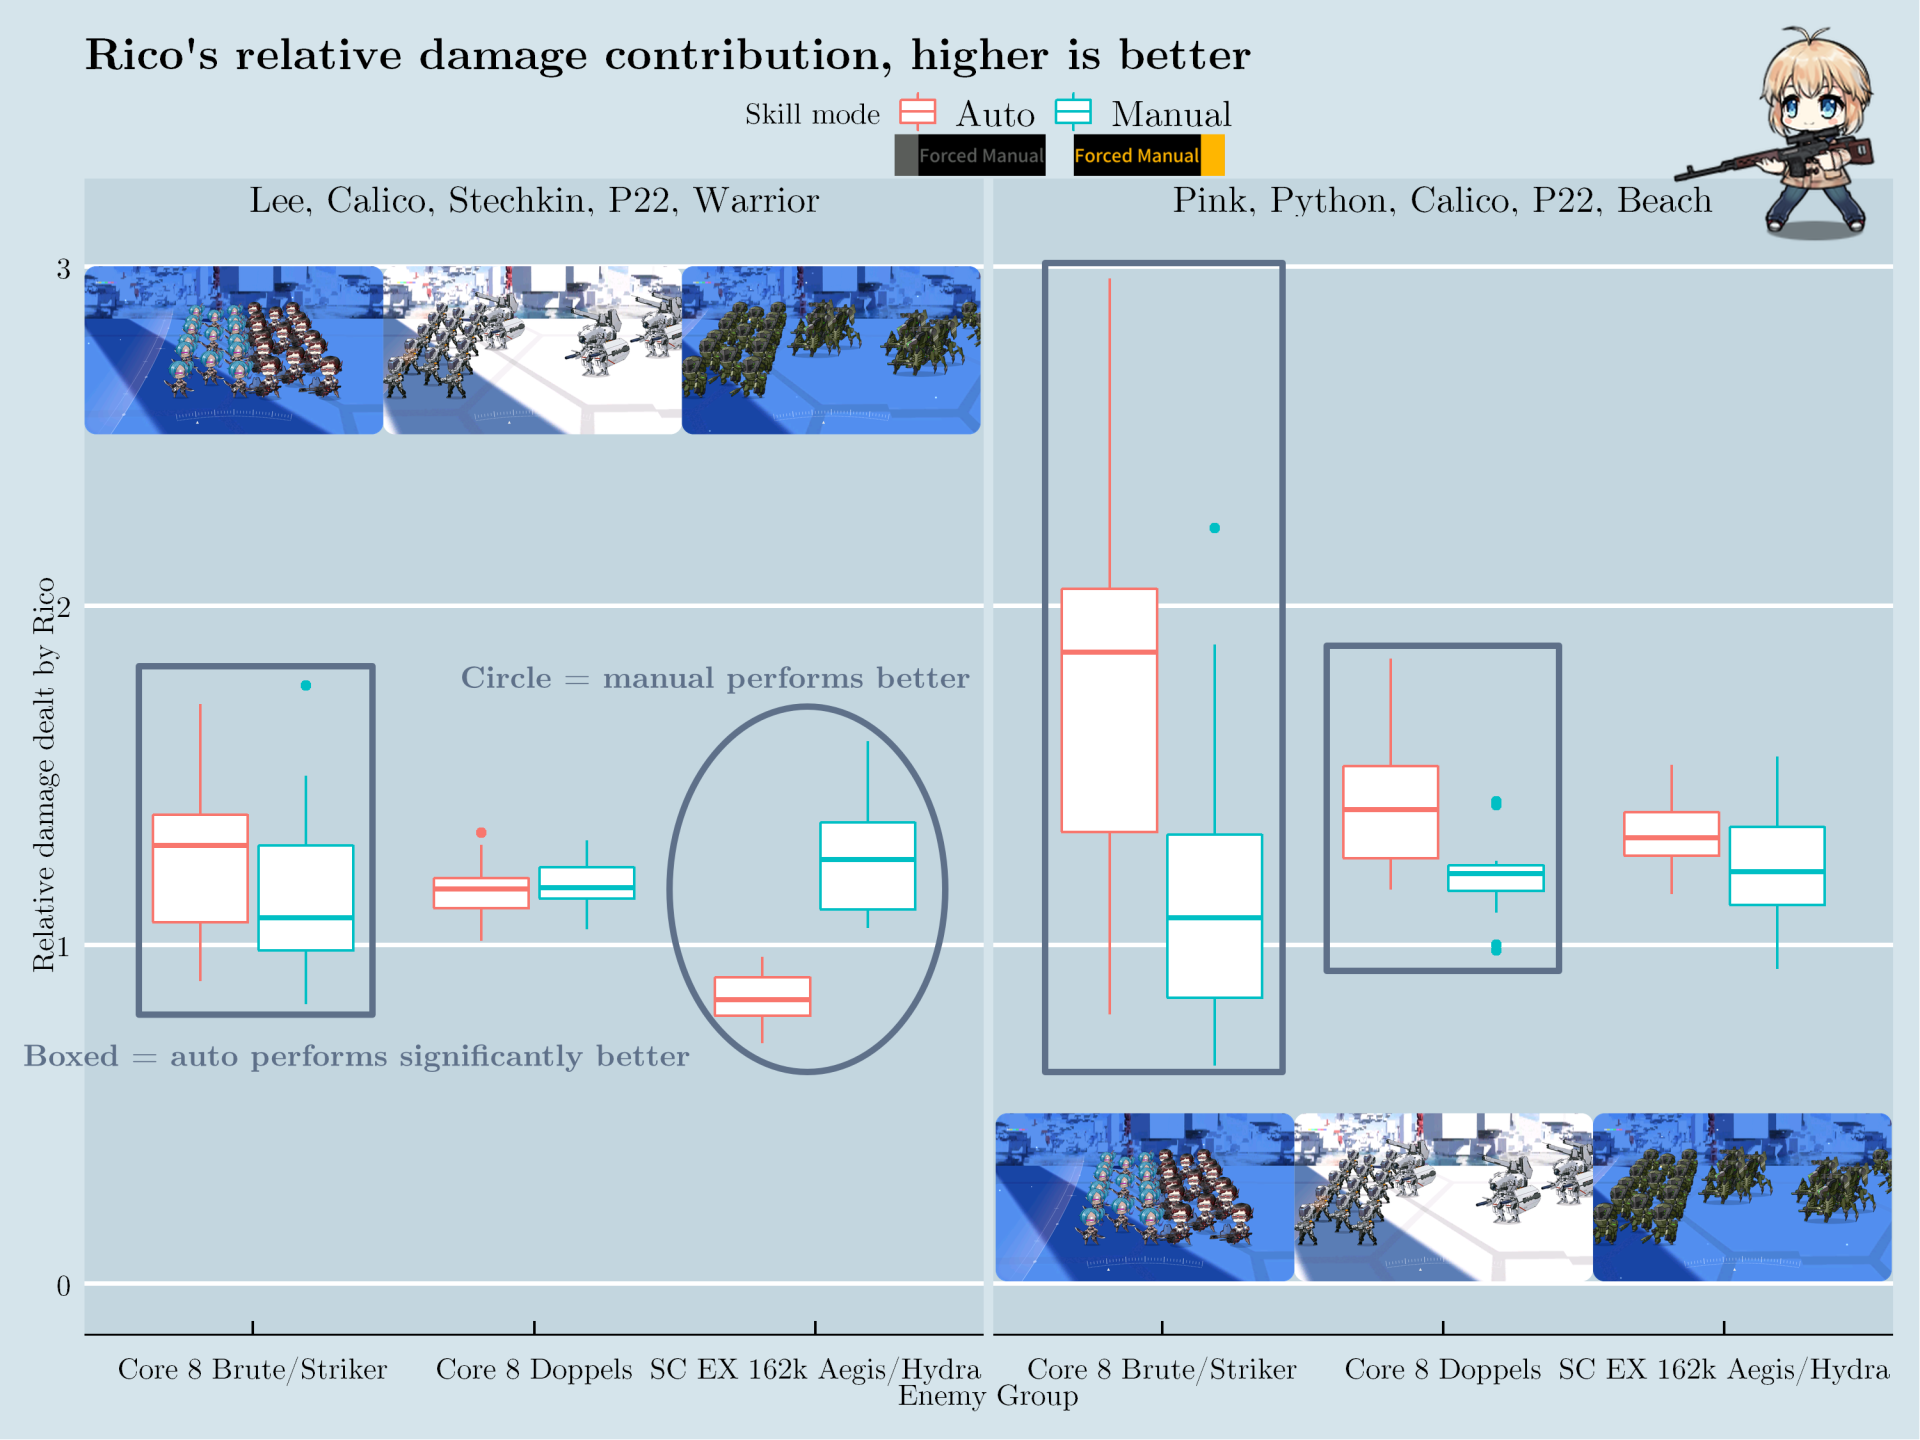 Rico's relative damage contribution, higher is better
Skill mode Auto Manual
Forced Manual Forced Manual
Lee, Calico, Stechkin, P22, Warrior
Pink, Python, Calico, P22, Beach
Relative damage dealt by Rico
3
2
1
0
Circle = manual performs better
Boxed = auto performs significantly better
Core 8 Brute/Striker Core 8 Doppels SC EX 162k Aegis/Hydra
Core 8 Brute/Striker Core 8 Doppels SC EX 162k Aegis/Hydra
Enemy Group